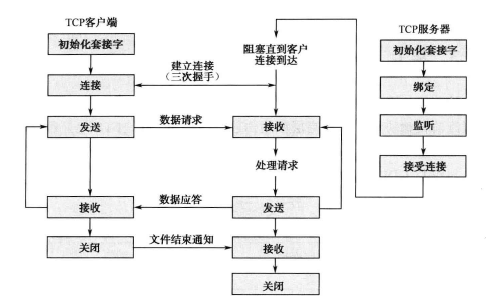 TCP客户端
初始化套接字
连接
发送
接收
关闭
建立连接
（三次握手）
数据请求
数据应答
文件结束通知
阻塞直到客户
连接到达
接收
处理请求
发送
接收
关闭
TCP服务器
初始化套接字
绑定
监听
接受连接